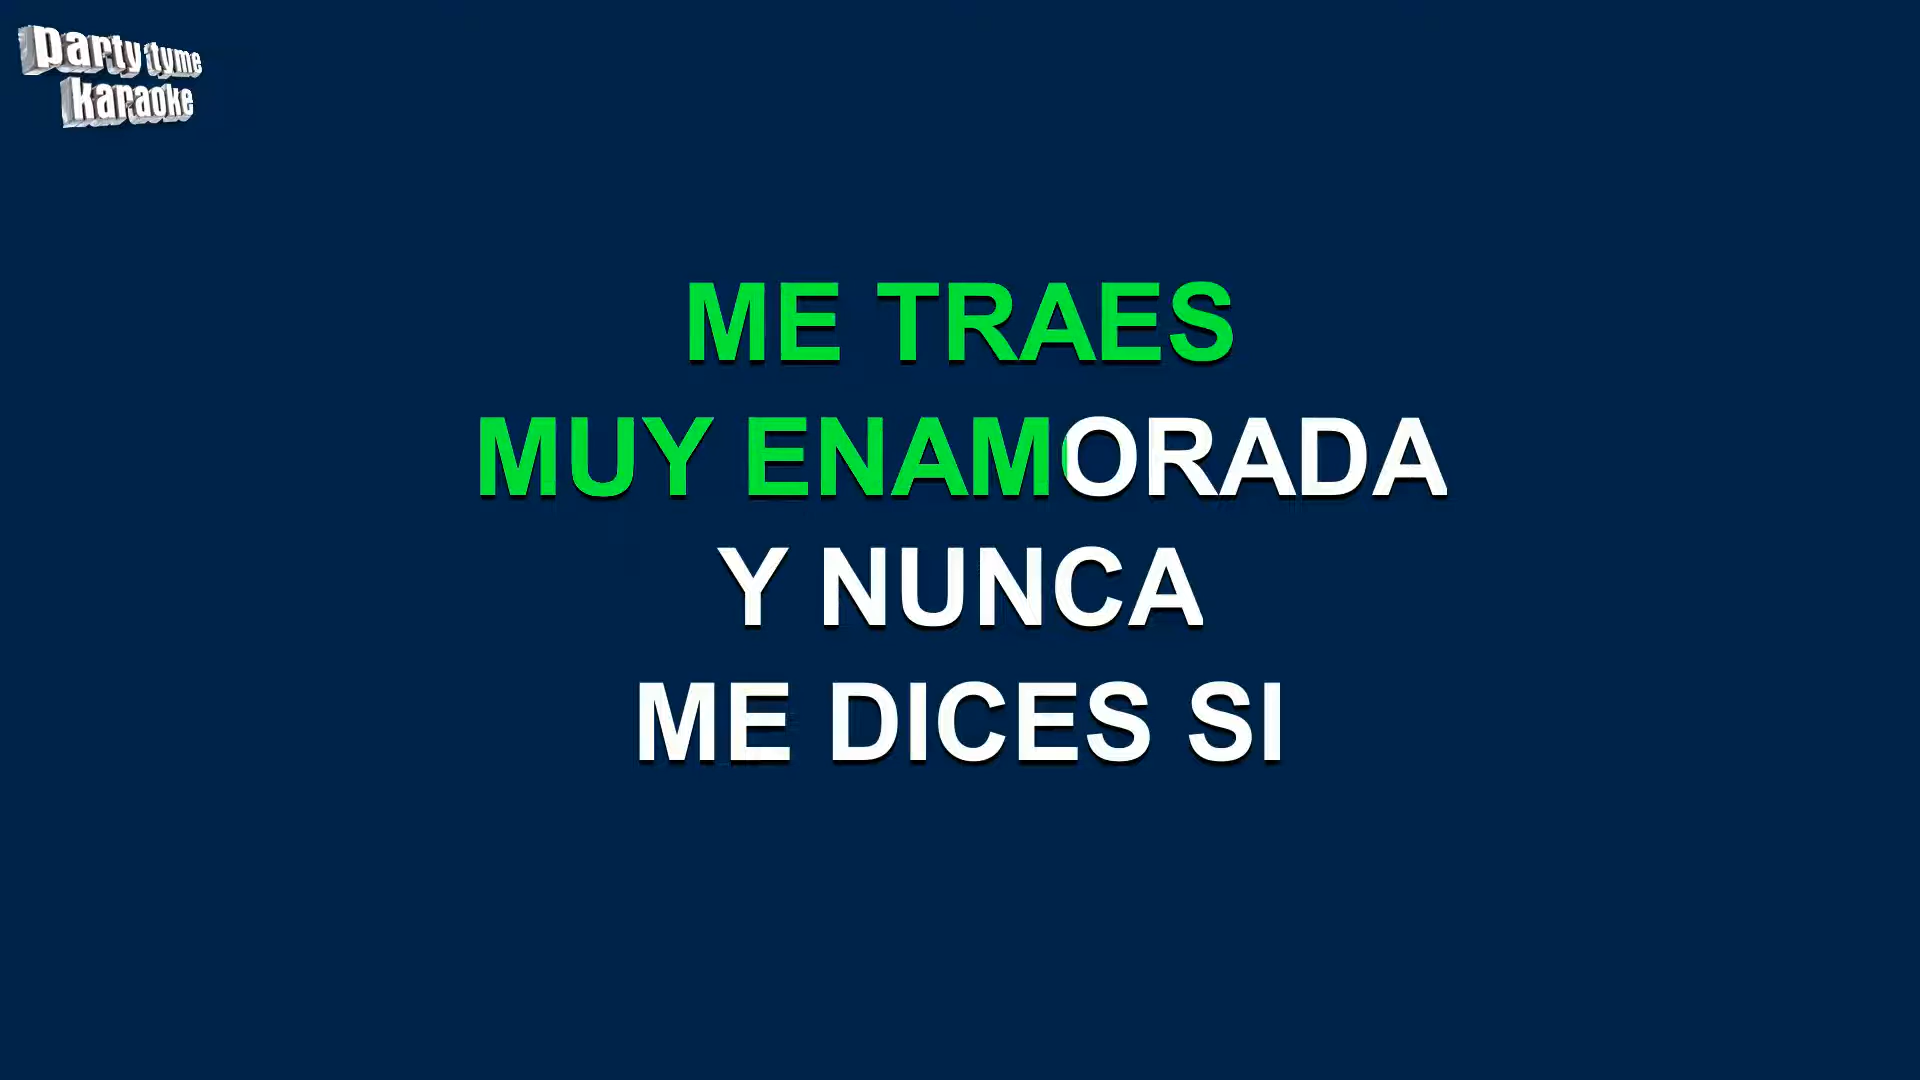 party tyme
karaoke
ME TRAES
MUY ENAMORADA
Y NUNCA
ME DICES SI